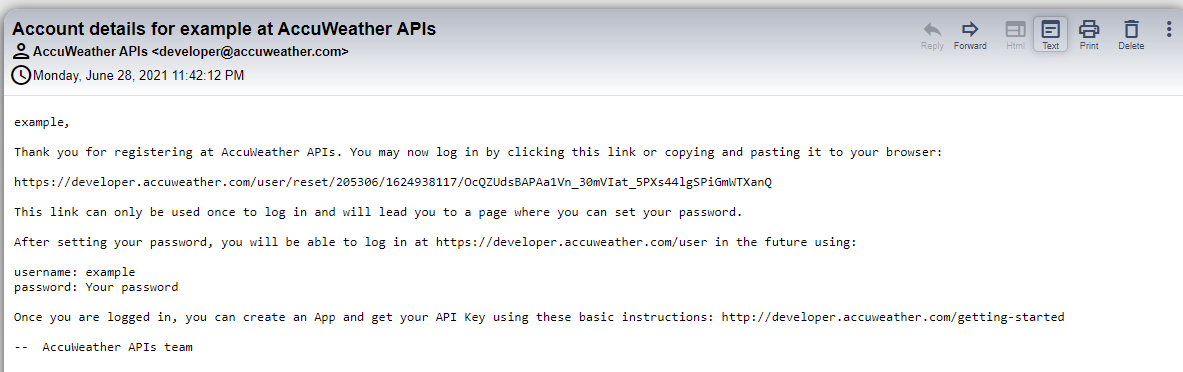 Account details for example at AccuWeather APIs
AccuWeather APIs <developer@accuweather.com>
Monday, June 28, 2021 11:42:12 PM
Reply Forward Html Text Print Delete
example,
Thank you for registering at AccuWeather APIs. You may now log in by clicking this link or copying and pasting it to your browser:
https://developer.accuweather.com/user/reset/205306/1624938117/OcQZUdsBAPAa1Vn_30mVIat_5PXs44lgSPiGmWTXanQ
This link can only be used once to log in and will lead you to a page where you can set your password.
After setting your password, you will be able to log in at https://developer.accuweather.com/user in the future using:
username: example
password: Your password
Once you are logged in, you can create an App and get your API Key using these basic instructions: http://developer.accuweather.com/getting-started
--  AccuWeather APIs team